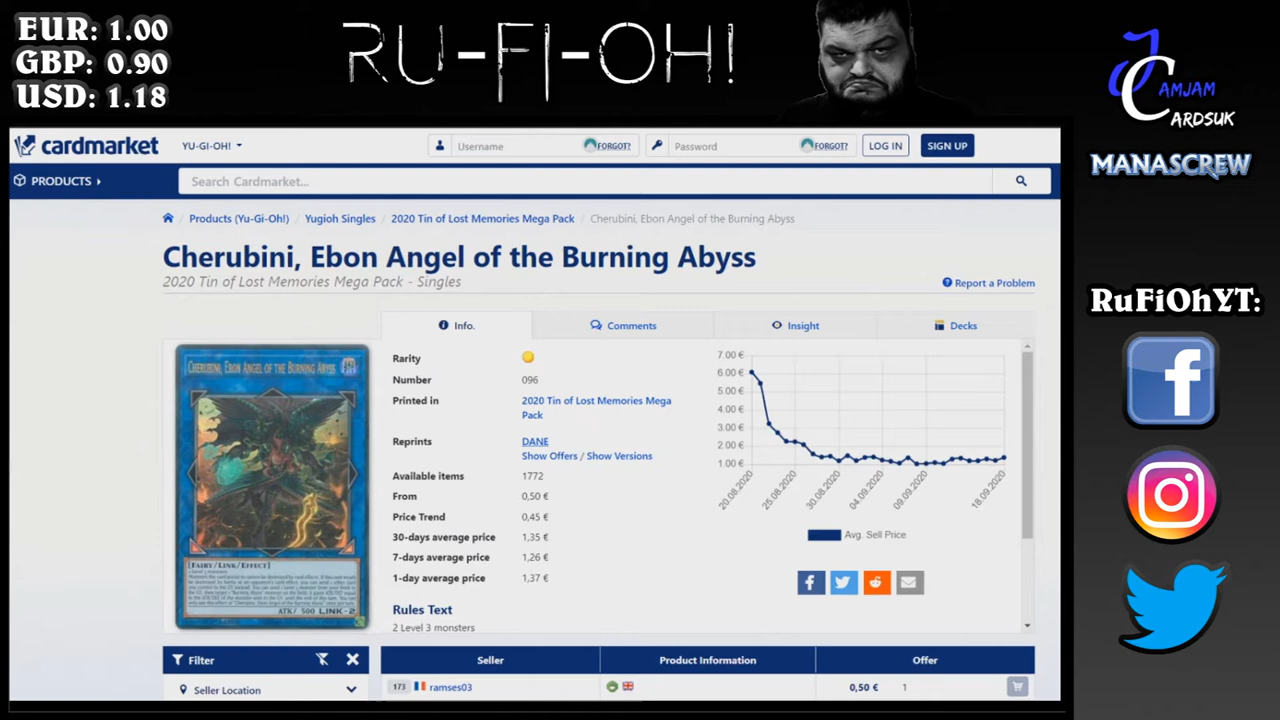 EUR: 1.00
GBP: 0.90
USD: 1.18
RU-FI-OH!
JAMJAM
CARDSUK
MANASCREW
RuFiOhYT:
cardmarket
YU-GI-OH!
Username
FORGOT?
Password
FORGOT?
LOG IN
SIGN UP
PRODUCTS
Search Cardmarket...
Products (Yu-Gi-Oh!)
Yugioh Singles
2020 Tin of Lost Memories Mega Pack
Cherubini, Ebon Angel of the Burning Abyss
Cherubini, Ebon Angel of the Burning Abyss
2020 Tin of Lost Memories Mega Pack - Singles
Report a Problem
Info.
Comments
Insight
Decks
CHERUBINI, EBON ANGEL OF THE BURNING ABYSS
[FAIRY/LINK/EFFECT]
ATK/ 500 LINK-2
Rarity
Number 096
Printed in 2020 Tin of Lost Memories Mega
Pack
Reprints DANE
Show Offers / Show Versions
Available items 1772
From 0,50 €
Price Trend 0,45 €
30-days average price 1,35 €
7-days average price 1,26 €
1-day average price 1,37 €
Rules Text
2 Level 3 monsters
7.00 €
6.00 €
5.00 €
4.00 €
3.00 €
2.00 €
1.00 €
20.08.2020
25.08.2020
30.08.2020
04.09.2020
09.09.2020
18.09.2020
Avg. Sell Price
Filter
Seller Location
Seller
Product Information
Offer
173 ramses03 0,50 € 1